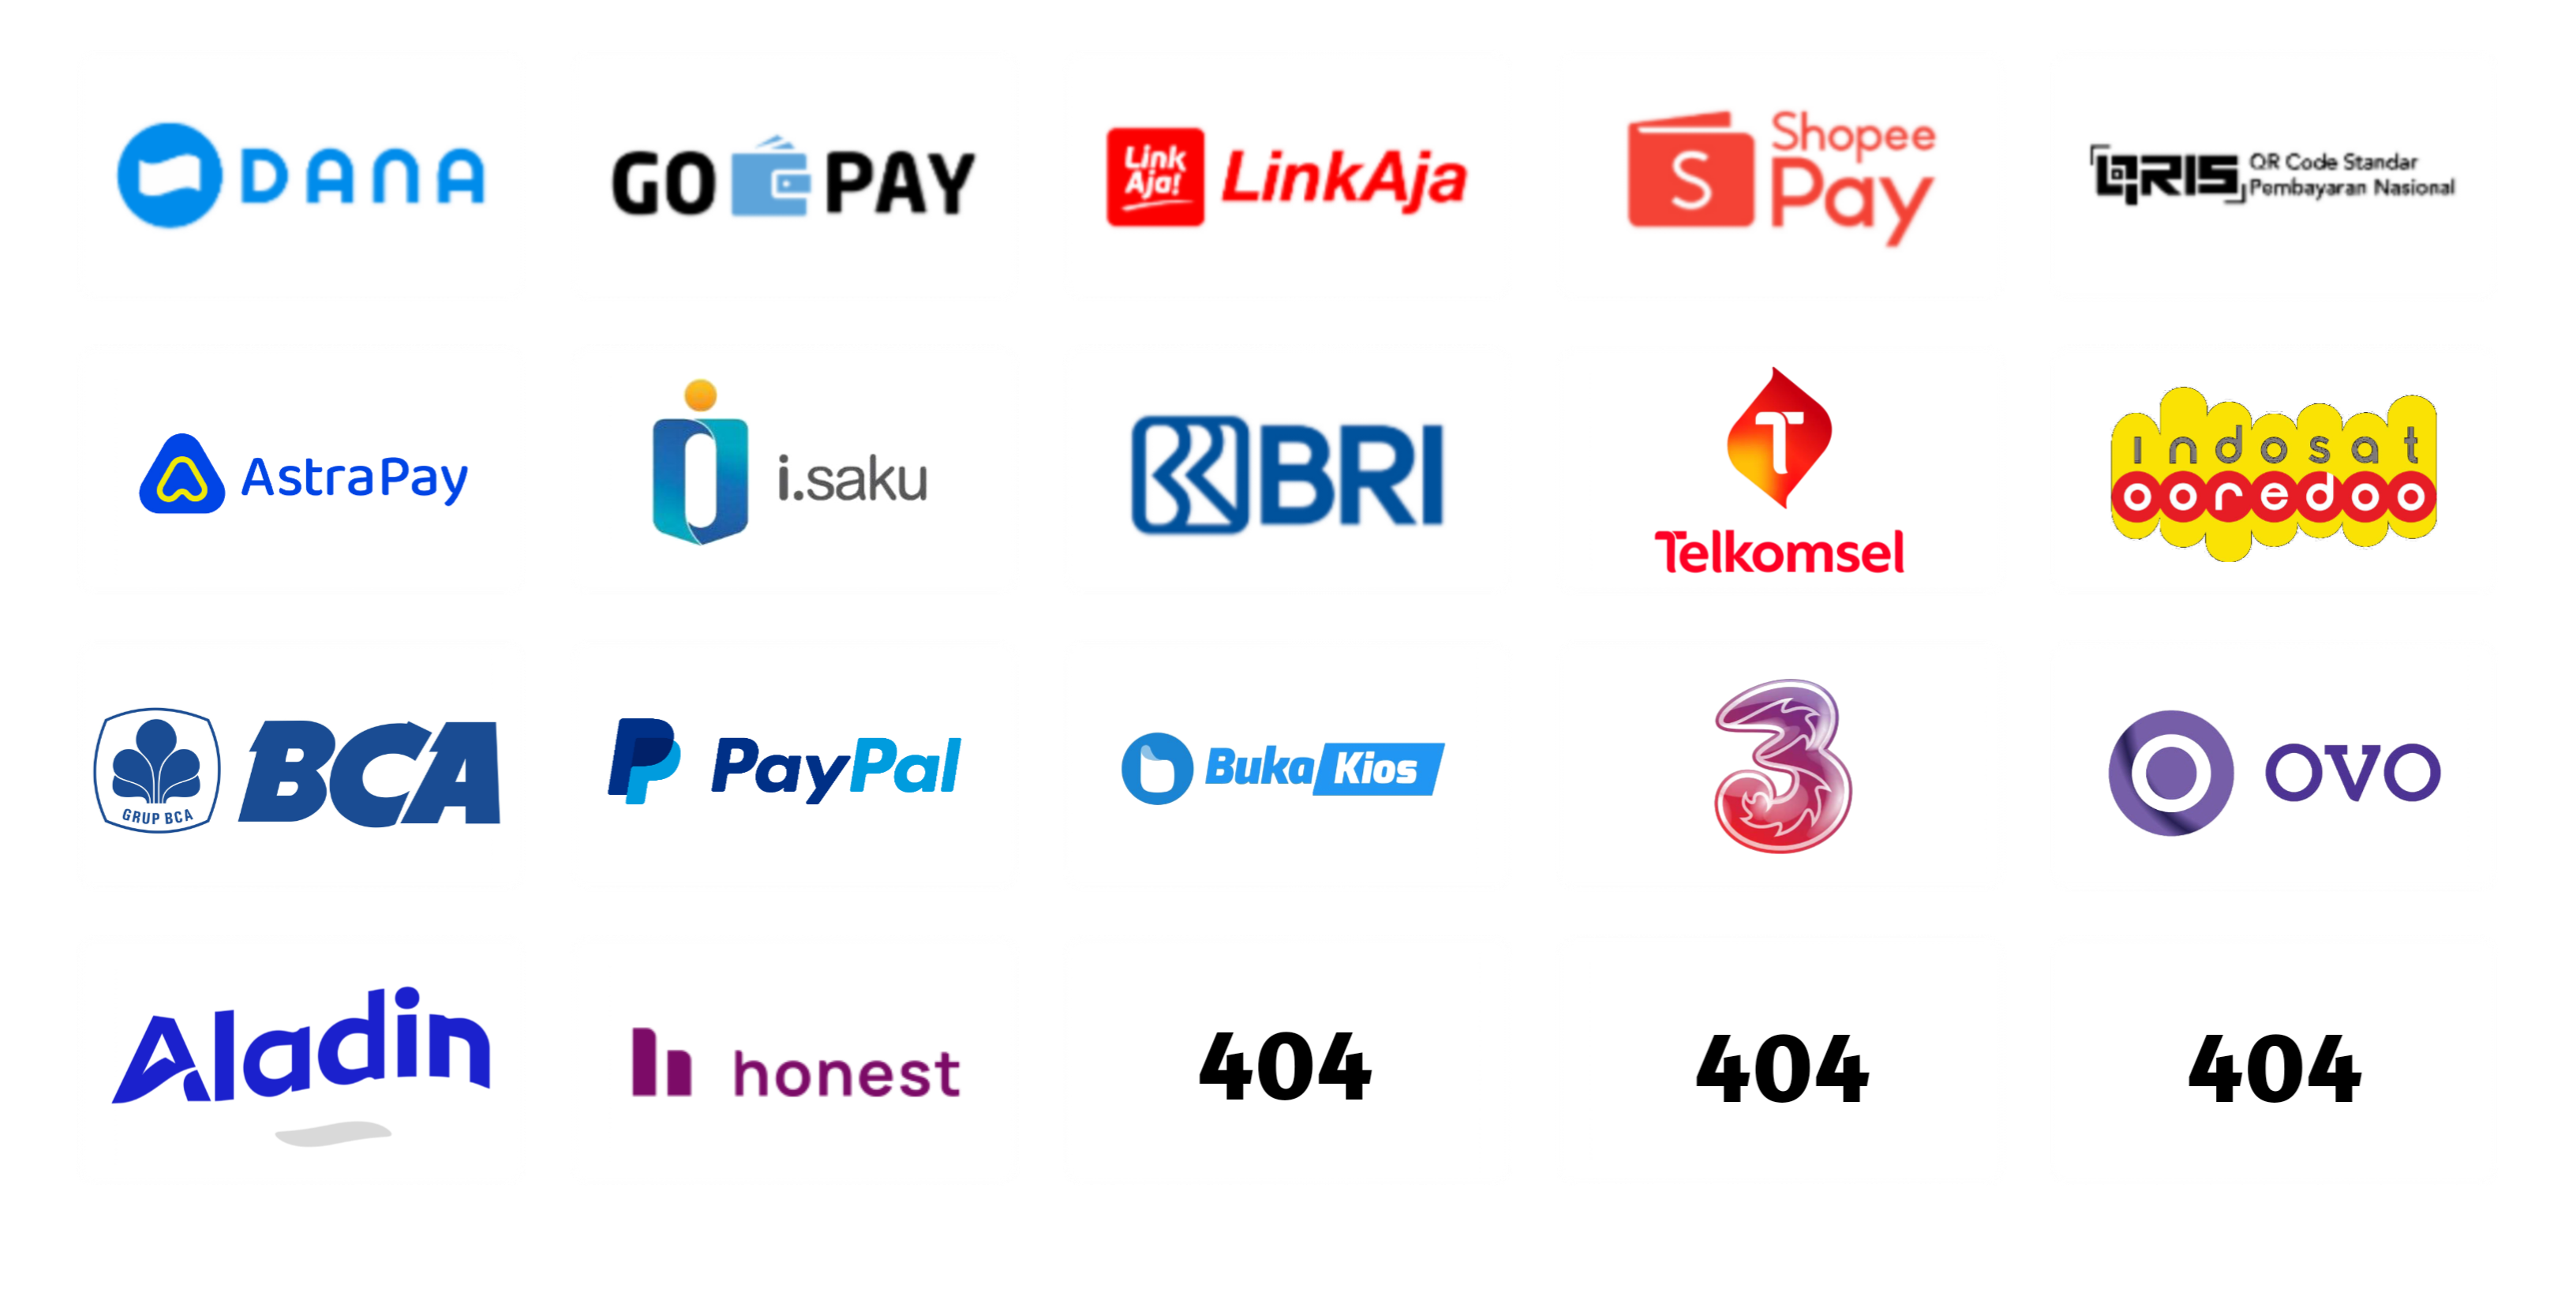 DANA
GO PAY
Link
Aja!
LinkAja
S
Shopee
Pay
QRIS
QR Code Standar
Pembayaran Nasional
AstraPay
i.saku
BRI
T
Telkomsel
indosat
ooredoo
GRUP BCA
BCA
PayPal
Buka Kios
3
OVO
Aladin
h honest
404
404
404